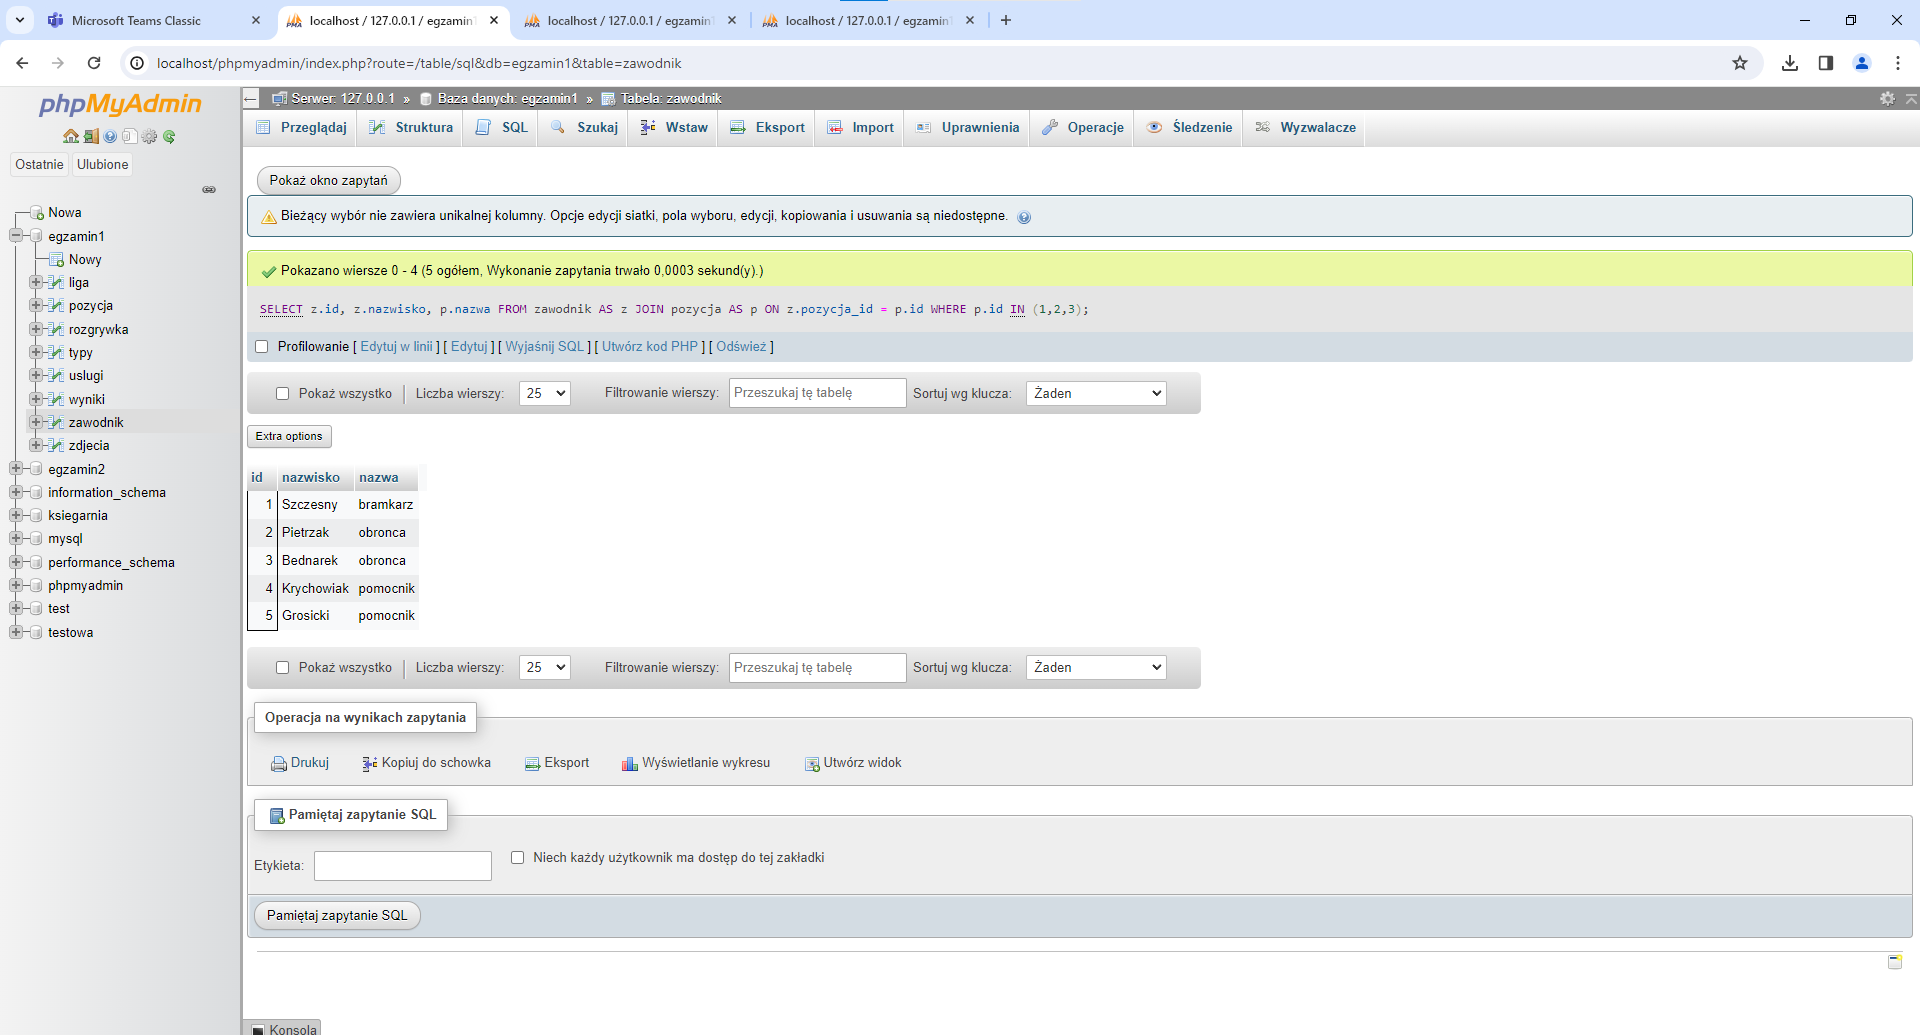 Microsoft Teams Classic
localhost / 127.0.0.1 / egzamin1
localhost / 127.0.0.1 / egzamin1
localhost / 127.0.0.1 / egzamin1
localhost/phpmyadmin/index.php?route=/table/sql&db=egzamin1&table=zawodnik
phpMyAdmin
Ostatnie Ulubione
Nowa
egzamin1
Nowy
liga
pozycja
rozgrywka
typy
uslugi
wyniki
zawodnik
zdjecia
egzamin2
information_schema
ksiegarnia
mysql
performance_schema
phpmyadmin
test
testowa
Serwer: 127.0.0.1 » Baza danych: egzamin1 » Tabela: zawodnik
Przeglądaj Struktura SQL Szukaj Wstaw Eksport Import Uprawnienia Operacje Śledzenie Wyzwalacze
Pokaż okno zapytań
Bieżący wybór nie zawiera unikalnej kolumny. Opcje edycji siatki, pola wyboru, edycji, kopiowania i usuwania są niedostępne.
Pokazano wiersze 0 - 4 (5 ogółem, Wykonanie zapytania trwało 0,0003 sekund(y).)
SELECT z.id, z.nazwisko, p.nazwa FROM zawodnik AS z JOIN pozycja AS p ON z.pozycja_id = p.id WHERE p.id IN (1,2,3);
Profilowanie [ Edytuj w linii ] [ Edytuj ] [ Wyjaśnij SQL ] [ Utwórz kod PHP ] [ Odśwież ]
Pokaż wszystko Liczba wierszy: 25 Filtrowanie wierszy: Przeszukaj tę tabelę Sortuj wg klucza: Żaden
Extra options
id nazwisko nazwa
1 Szczesny bramkarz
2 Pietrzak obronca
3 Bednarek obronca
4 Krychowiak pomocnik
5 Grosicki pomocnik
Pokaż wszystko Liczba wierszy: 25 Filtrowanie wierszy: Przeszukaj tę tabelę Sortuj wg klucza: Żaden
Operacja na wynikach zapytania
Drukuj Kopiuj do schowka Eksport Wyświetlanie wykresu Utwórz widok
Pamiętaj zapytanie SQL
Etykieta: Niech każdy użytkownik ma dostęp do tej zakładki
Pamiętaj zapytanie SQL
Konsola